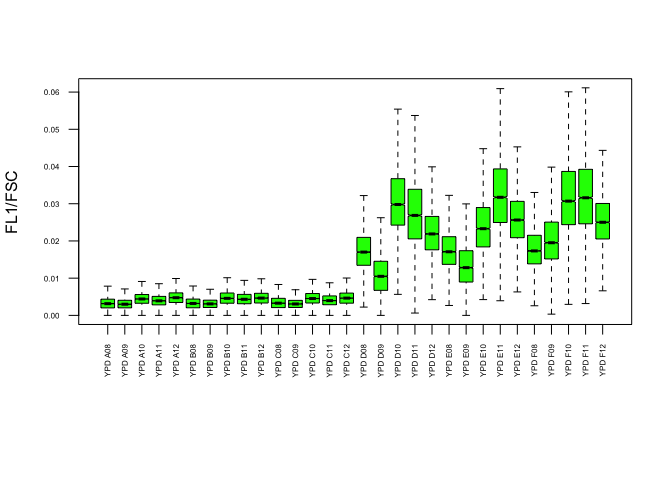 FL1/FSC
0.06
0.05
0.04
0.03
0.02
0.01
0.00
YPD A08
YPD A09
YPD A10
YPD A11
YPD A12
YPD B08
YPD B09
YPD B10
YPD B11
YPD B12
YPD C08
YPD C09
YPD C10
YPD C11
YPD C12
YPD D08
YPD D09
YPD D10
YPD D11
YPD D12
YPD E08
YPD E09
YPD E10
YPD E11
YPD E12
YPD F08
YPD F09
YPD F10
YPD F11
YPD F12